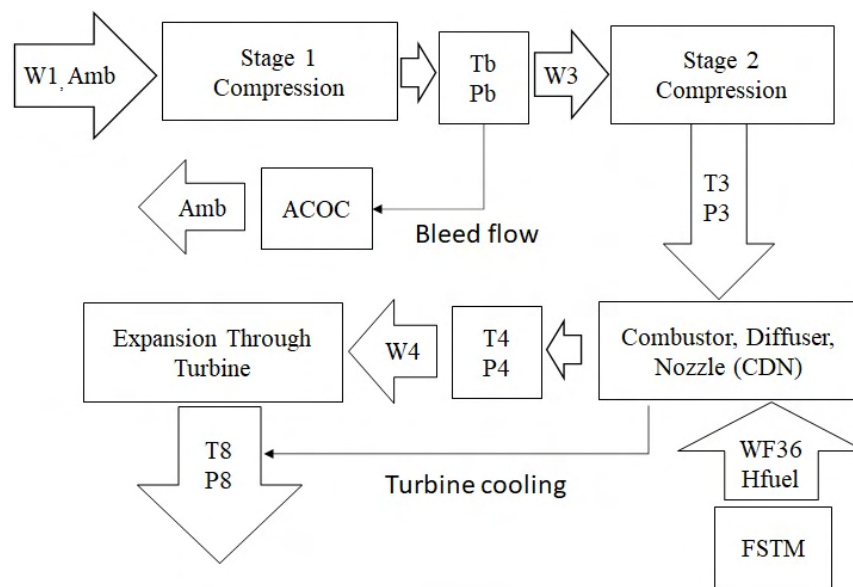 W1, Amb
Stage 1
Compression
Tb
Pb
W3
Stage 2
Compression
Amb
ACOC
Bleed flow
T3
P3
Expansion Through
Turbine
W4
T4
P4
Combustor, Diffuser,
Nozzle (CDN)
T8
P8
Turbine cooling
WF36
Hfuel
FSTM